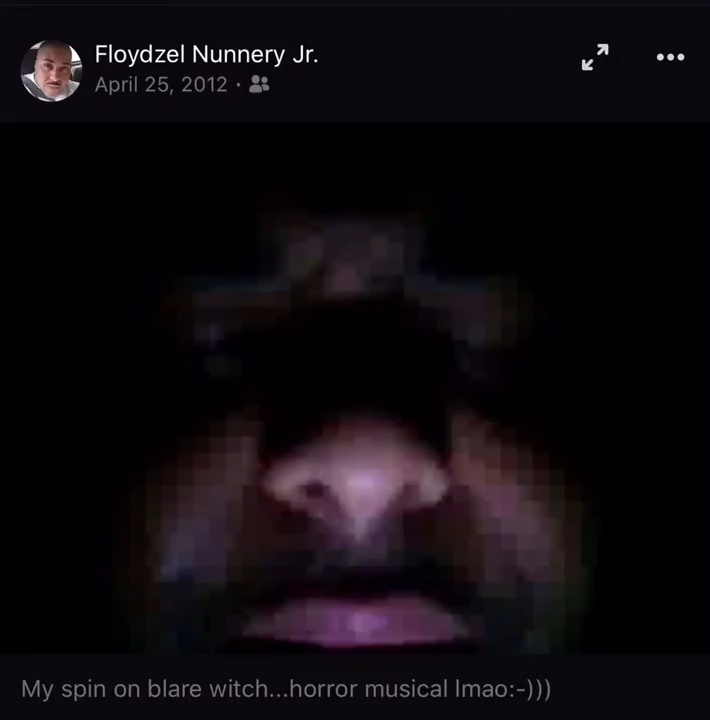 Floydzel Nunnery Jr.
April 25, 2012 ·
My spin on blare witch...horror musical lmao:-)))